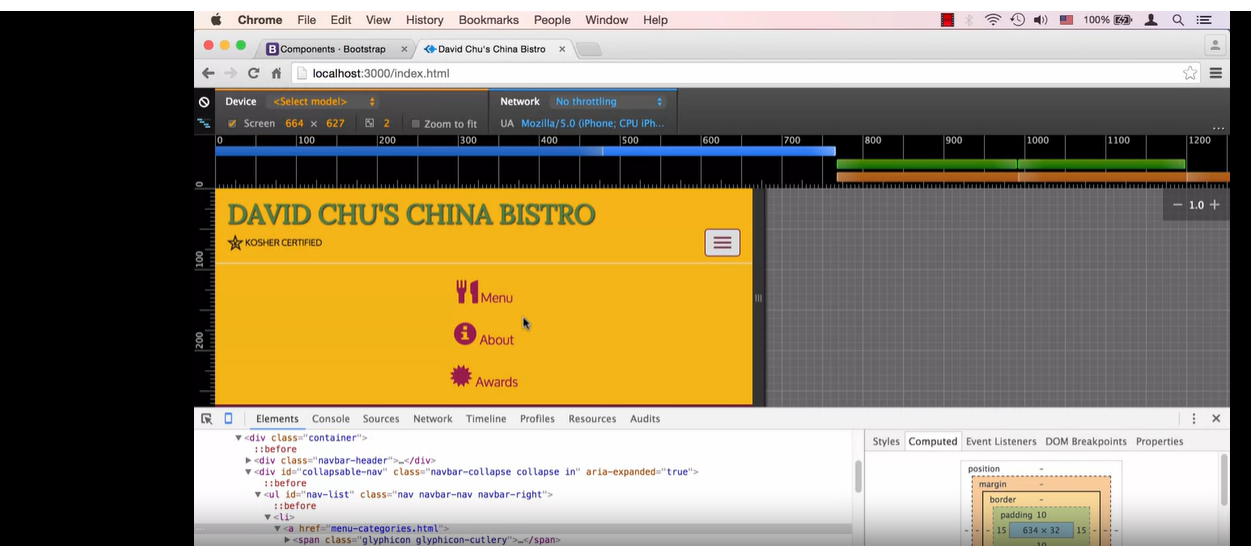 Chrome File Edit View History Bookmarks People Window Help 100%
Components · Bootstrap × David Chu's China Bistro ×
localhost:3000/index.html
Device <Select model> Network No throttling
Screen 664 × 627 2 Zoom to fit UA Mozilla/5.0 (iPhone; CPU iPh...
0 100 200 300 400 500 600 700 800 900 1000 1100 1200
0
DAVID CHU'S CHINA BISTRO
KOSHER CERTIFIED
− 1.0 +
100
Menu
200
About
Awards
Elements Console Sources Network Timeline Profiles Resources Audits
<div class="container">
::before
<div class="navbar-header">…</div>
<div id="collapsable-nav" class="navbar-collapse collapse in" aria-expanded="true">
::before
<ul id="nav-list" class="nav navbar-nav navbar-right">
::before
<li>
<a href="menu-categories.html">
<span class="glyphicon glyphicon-cutlery">…</span>
Styles Computed Event Listeners DOM Breakpoints Properties
position -
margin -
border -
padding 10
- - 15 634 × 32 15 - -
10